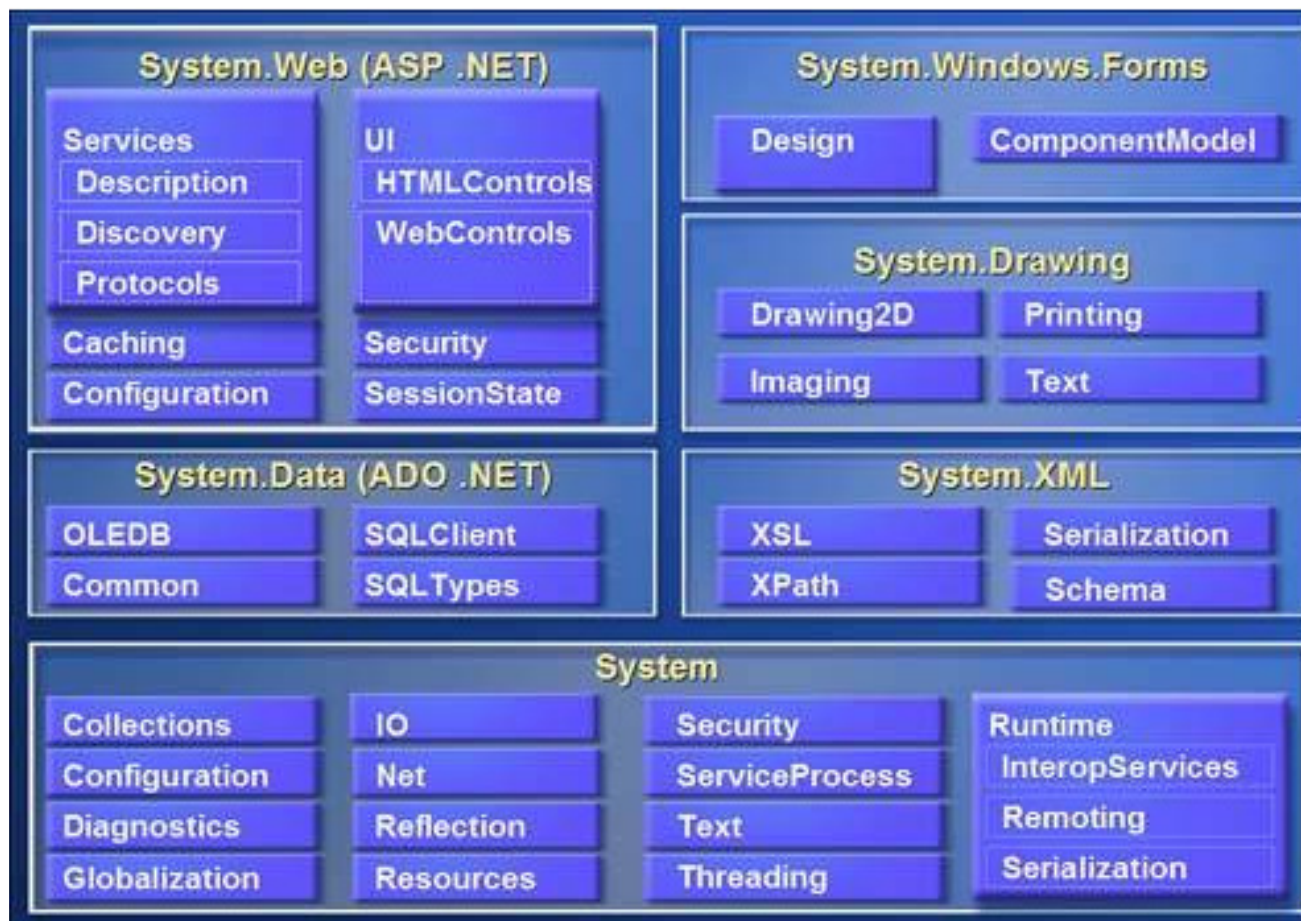 System.Web (ASP .NET)
Services
Description
Discovery
Protocols
Caching
Configuration
UI
HTMLControls
WebControls
Security
SessionState
System.Windows.Forms
Design
ComponentModel
System.Drawing
Drawing2D
Printing
Imaging
Text
System.Data (ADO .NET)
OLEDB
SQLClient
Common
SQLTypes
System.XML
XSL
Serialization
XPath
Schema
System
Collections
Configuration
Diagnostics
Globalization
IO
Net
Reflection
Resources
Security
ServiceProcess
Text
Threading
Runtime
InteropServices
Remoting
Serialization